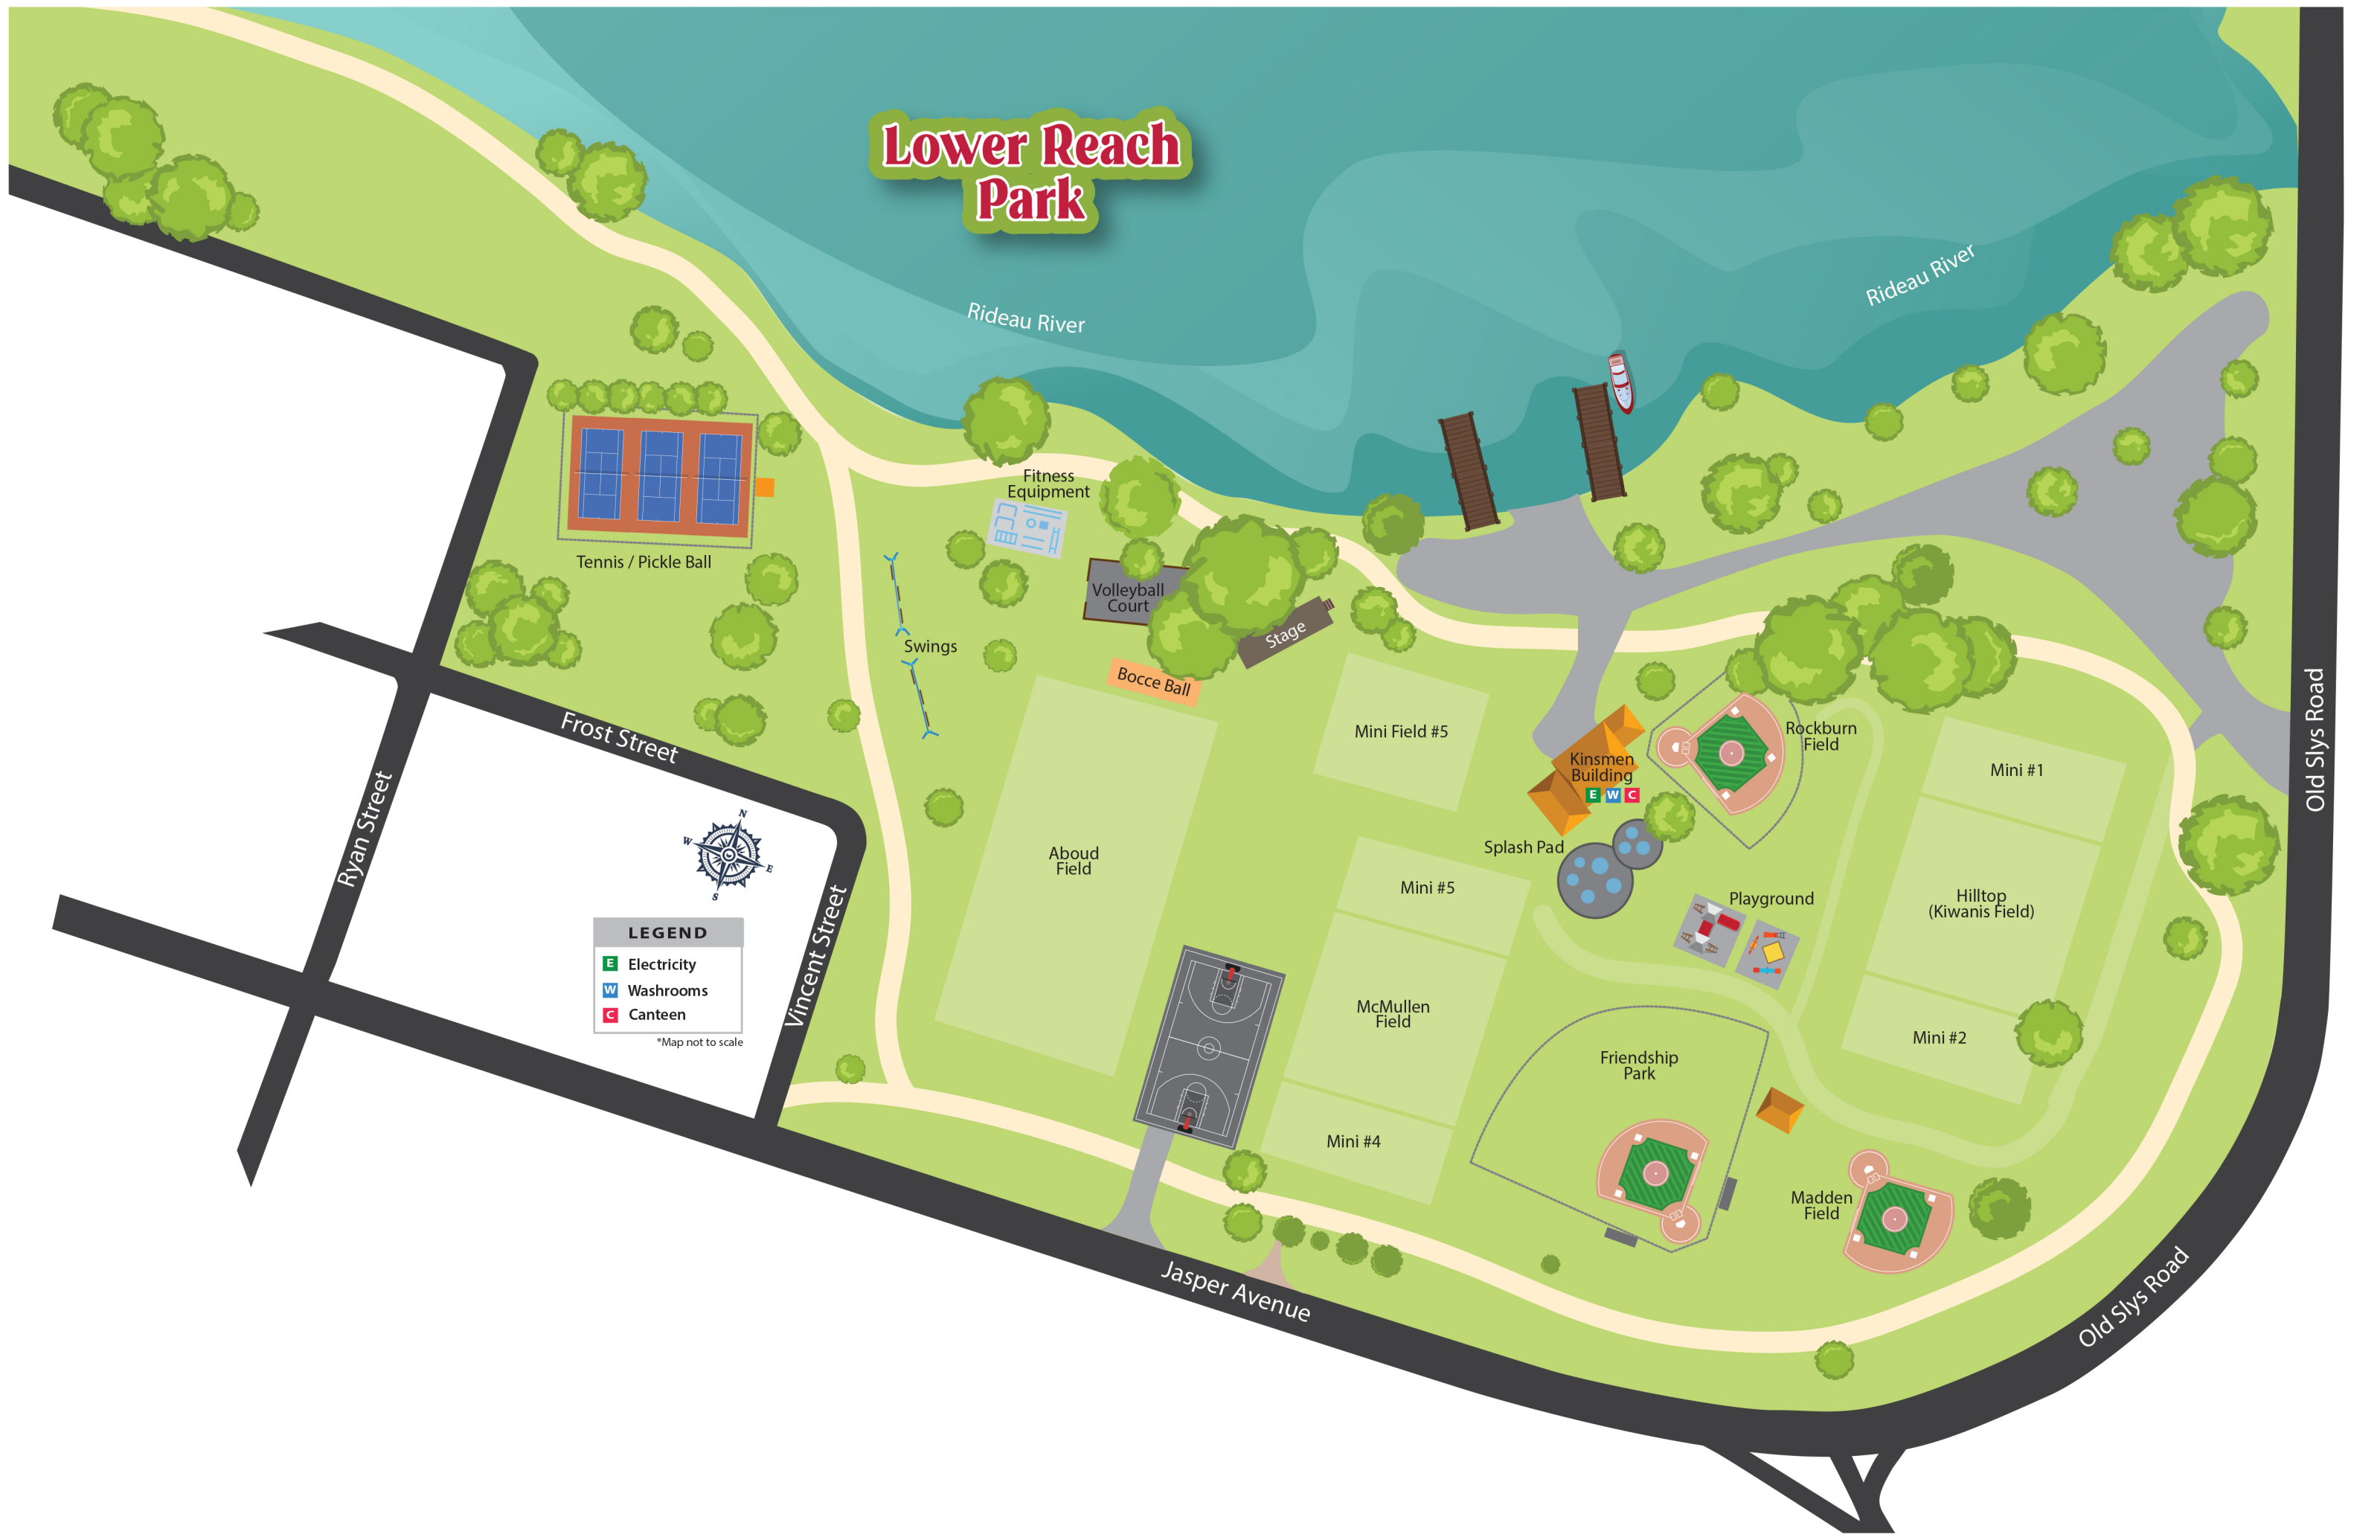 Lower Reach
Park
Rideau River
Rideau River
Fitness
Equipment
Tennis / Pickle Ball
Volleyball
Court
Stage
Swings
Bocce Ball
Mini Field #5
Frost Street
Rockburn
Field
Kinsmen
Building
E W C
Mini #1
Old Slys Road
Ryan Street
N
W
E
S
Splash Pad
Aboud
Field
Mini #5
Playground
Hilltop
(Kiwanis Field)
Vincent Street
LEGEND
E Electricity
W Washrooms
C Canteen
*Map not to scale
McMullen
Field
Mini #2
Friendship
Park
Mini #4
Madden
Field
Jasper Avenue
Old Slys Road